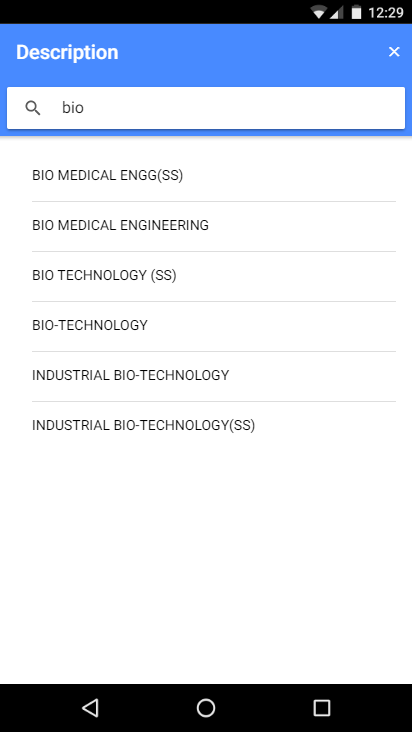 12:29
Description
bio
BIO MEDICAL ENGG(SS)
BIO MEDICAL ENGINEERING
BIO TECHNOLOGY (SS)
BIO-TECHNOLOGY
INDUSTRIAL BIO-TECHNOLOGY
INDUSTRIAL BIO-TECHNOLOGY(SS)